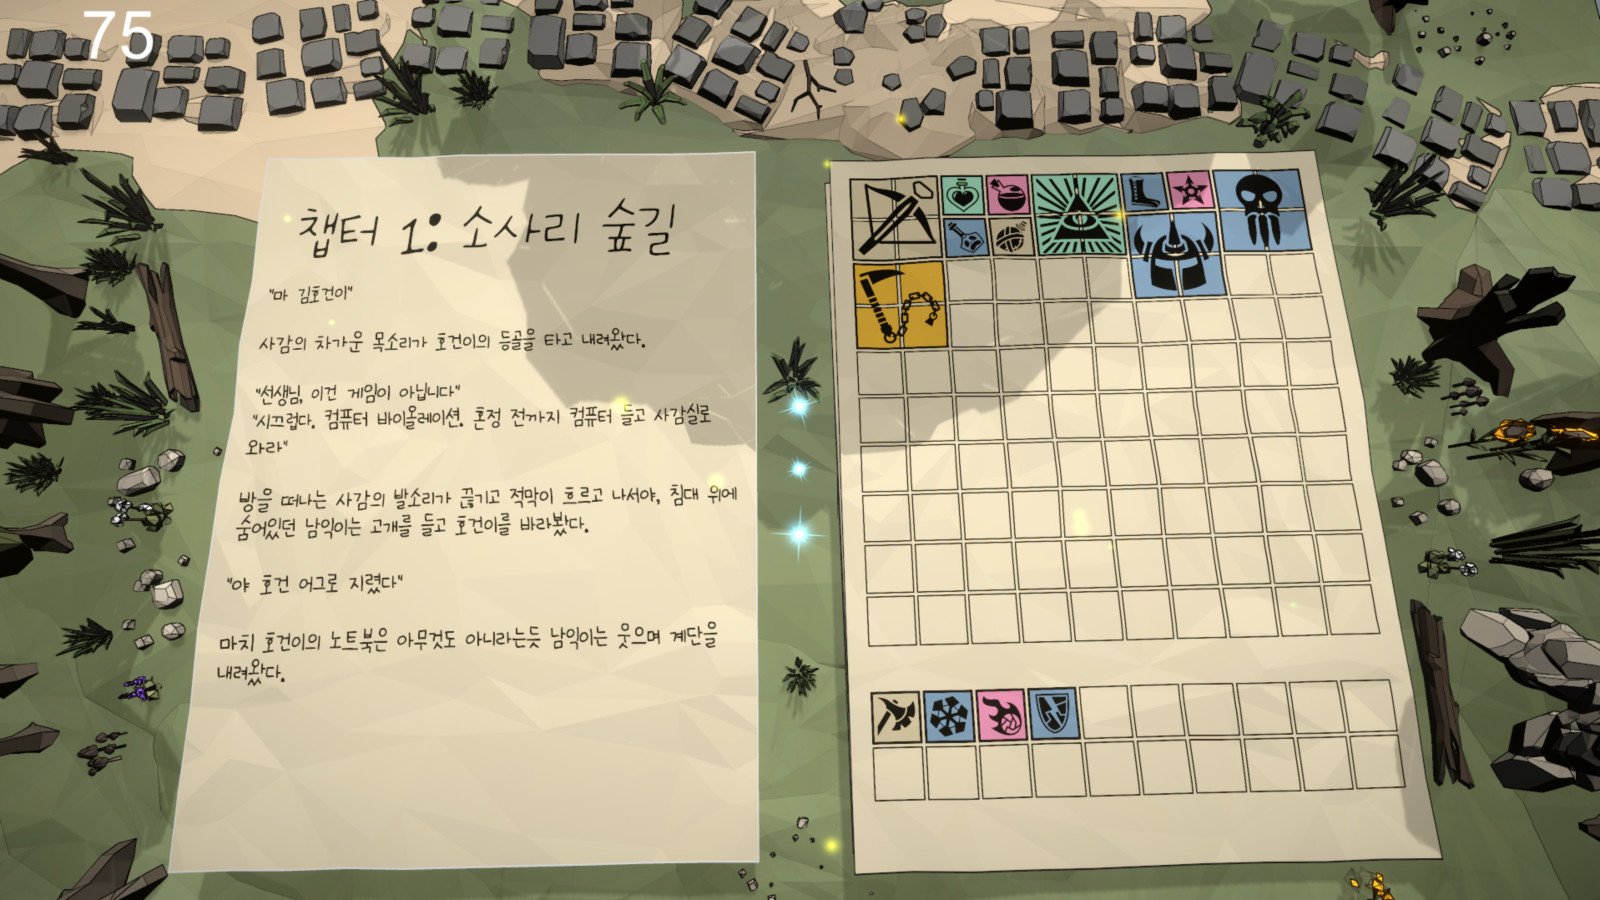 75
챕터 1: 소사리 숲길
"마 김호건이"
사감의 차가운 목소리가 호건이의 등골을 타고 내려왔다.
"선생님, 이건 게임이 아닙니다"
"시끄럽다. 컴퓨터 바이올레이션. 혼정 전까지 컴퓨터 들고 사감실로
와라"
방을 떠나는 사감의 발소리가 끊기고 적막이 흐르고 나서야, 침대 위에
숨어있던 남익이는 고개를 들고 호건이를 바라봤다.
"야 호건 어그로 지렸다"
마치 호건이의 노트북은 아무것도 아니라는듯 남익이는 웃으며 계단을
내려왔다.